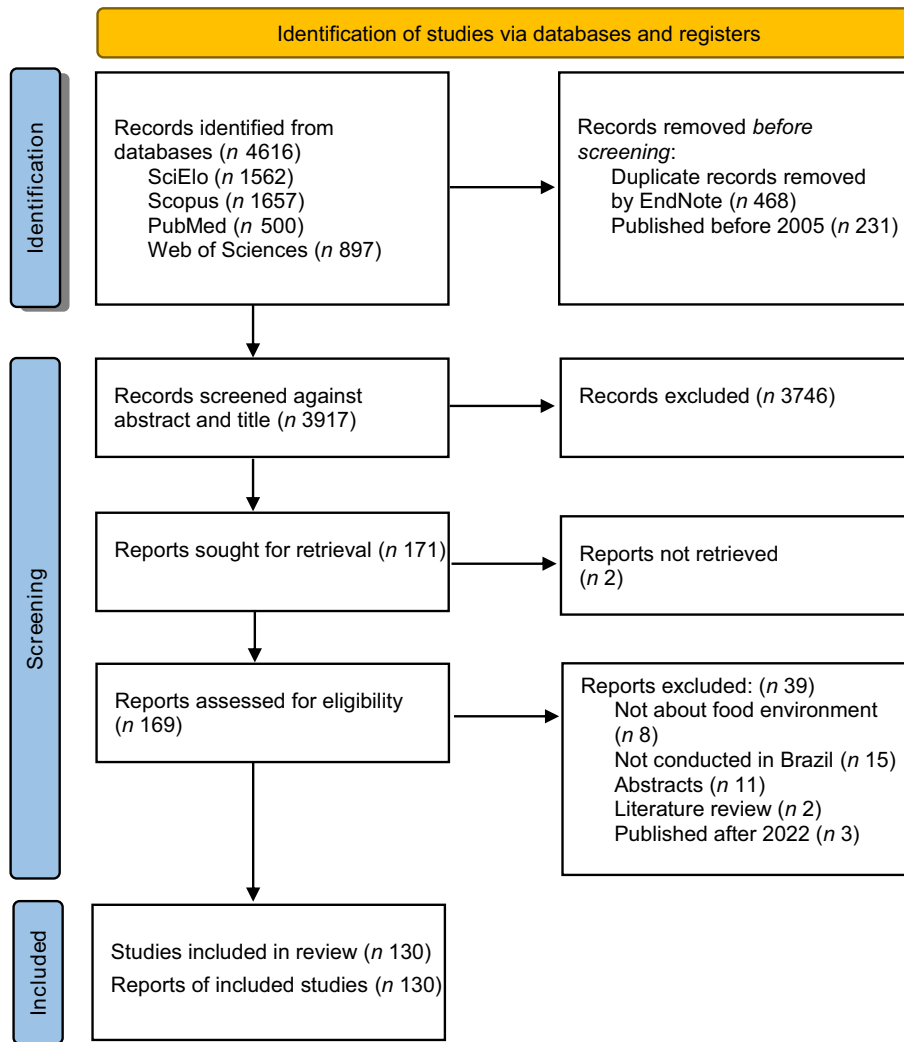 Identification of studies via databases and registers
Identification
Records identified from
databases (n 4616)
SciElo (n 1562)
Scopus (n 1657)
PubMed (n 500)
Web of Sciences (n 897)
Records removed before
screening:
Duplicate records removed
by EndNote (n 468)
Published before 2005 (n 231)
Screening
Records screened against
abstract and title (n 3917)
Records excluded (n 3746)
Reports sought for retrieval (n 171)
Reports not retrieved
(n 2)
Reports assessed for eligibility
(n 169)
Reports excluded: (n 39)
Not about food environment
(n 8)
Not conducted in Brazil (n 15)
Abstracts (n 11)
Literature review (n 2)
Published after 2022 (n 3)
Included
Studies included in review (n 130)
Reports of included studies (n 130)